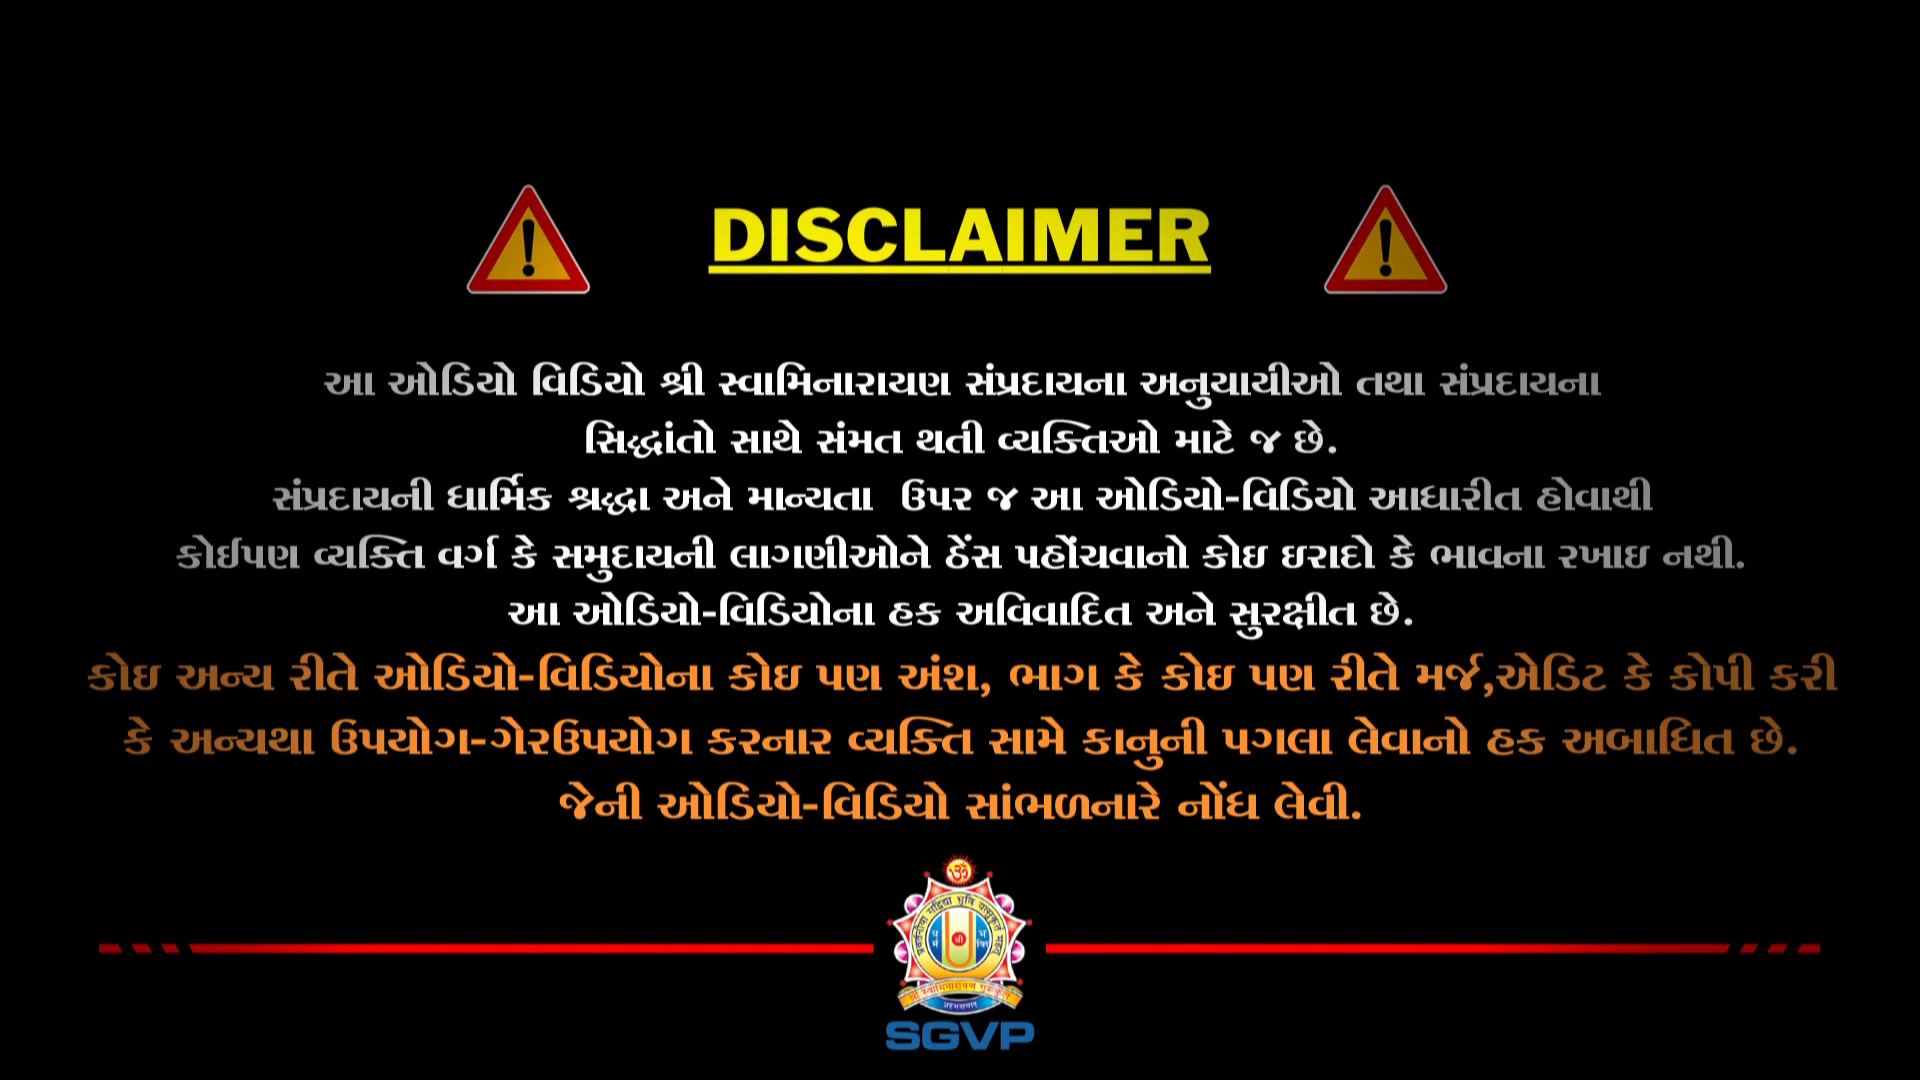 DISCLAIMER
આ ઓડિયો વિડિયો શ્રી સ્વામિનારાયણ સંપ્રદાયના અનુયાયીઓ તથા સંપ્રદાયના
સિદ્ધાંતો સાથે સંમત થતી વ્યક્તિઓ માટે જ છે.
સંપ્રદાયની ધાર્મિક શ્રદ્ધા અને માન્યતા ઉપર જ આ ઓડિયો-વિડિયો આધારીત હોવાથી
કોઈપણ વ્યક્તિ વર્ગ કે સમુદાયની લાગણીઓને ઠેંસ પહોંચવાનો કોઇ ઇરાદો કે ભાવના રખાઇ નથી.
આ ઓડિયો-વિડિયોના હક અવિવાદિત અને સુરક્ષીત છે.
કોઇ અન્ય રીતે ઓડિયો-વિડિયોના કોઇ પણ અંશ, ભાગ કે કોઇ પણ રીતે મર્જ,એડિટ કે કોપી કરી
કે અન્યથા ઉપયોગ-ગેરઉપયોગ કરનાર વ્યક્તિ સામે કાનુની પગલા લેવાનો હક અબાધિત છે.
જેની ઓડિયો-વિડિયો સાંભળનારે નોંધ લેવી.
ૐ
श्री
SGVP